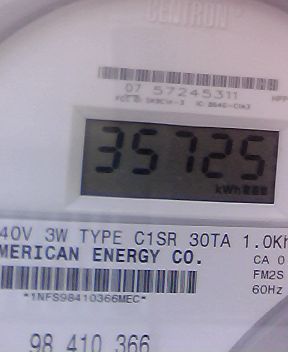 CENTRON
07 57245311
35725
kWh
40V 3W TYPE C1SR 30TA 1.0Kh
MERICAN ENERGY CO.
CA 0
FM2S
60Hz
*1NFS98410366MEC*
98 410 366